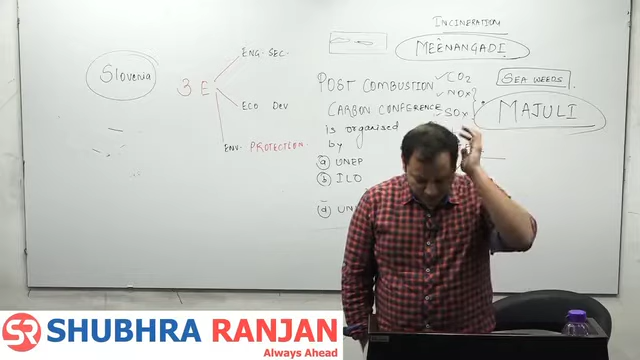 Slovenia
3 E
ENG. SEC.
ECO DEV
ENV. PROTECTION
INCINERATION
MEENANGADI
POST COMBUSTION
CARBON CONFERENCE
is organised
by
(a) UNEP
(b) ILO
(d) UN
CO2
NOx
SOx
SEA WEEDS
MAJULI
SR SHUBHRA RANJAN
Always Ahead